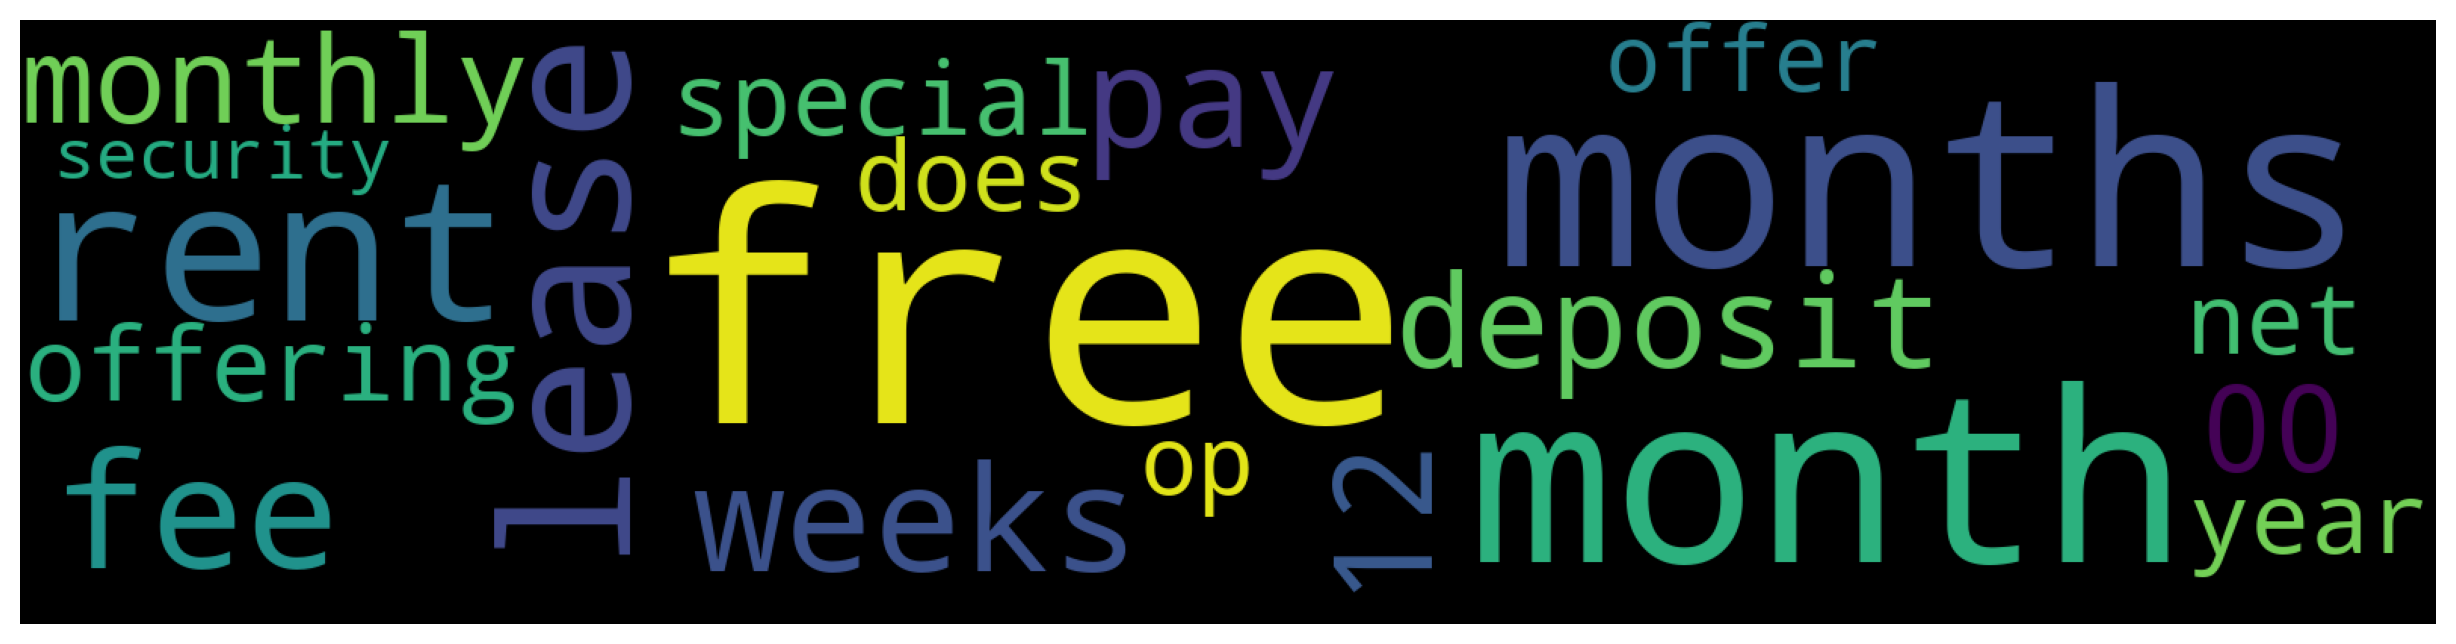 monthly
lease
special
pay
offer
security
does
months
rent
free
offering
deposit
net
fee
weeks
op
12
month
00
year